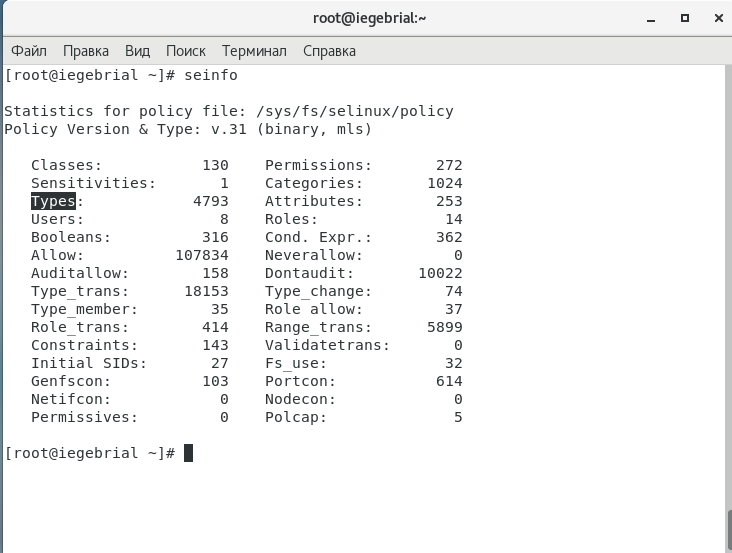 root@iegebrial:~
Файл Правка Вид Поиск Терминал Справка
[root@iegebrial ~]# seinfo
Statistics for policy file: /sys/fs/selinux/policy
Policy Version & Type: v.31 (binary, mls)
Classes: 130 Permissions: 272
Sensitivities: 1 Categories: 1024
Types: 4793 Attributes: 253
Users: 8 Roles: 14
Booleans: 316 Cond. Expr.: 362
Allow: 107834 Neverallow: 0
Auditallow: 158 Dontaudit: 10022
Type_trans: 18153 Type_change: 74
Type_member: 35 Role allow: 37
Role_trans: 414 Range_trans: 5899
Constraints: 143 Validatetrans: 0
Initial SIDs: 27 Fs_use: 32
Genfscon: 103 Portcon: 614
Netifcon: 0 Nodecon: 0
Permissives: 0 Polcap: 5
[root@iegebrial ~]#